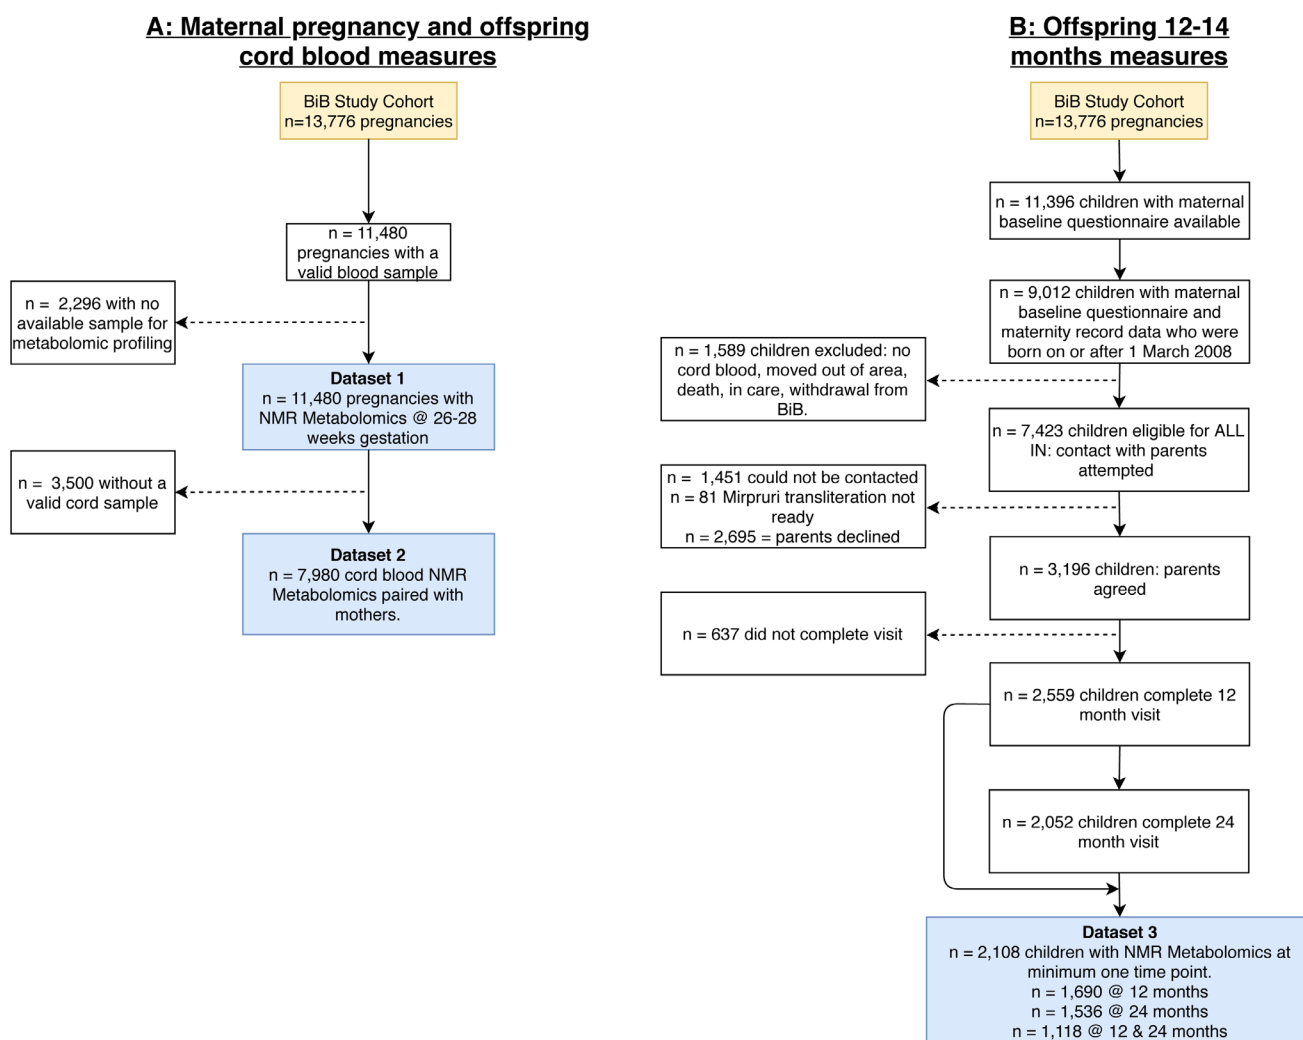 A: Maternal pregnancy and offspring
cord blood measures
BiB Study Cohort
n=13,776 pregnancies
n = 11,480
pregnancies with a
valid blood sample
n =  2,296 with no
available sample for
metabolomic profiling
Dataset 1
n = 11,480 pregnancies with
NMR Metabolomics @ 26-28
weeks gestation
n =  3,500 without a
valid cord sample
Dataset 2
n = 7,980 cord blood NMR
Metabolomics paired with
mothers.
B: Offspring 12-14
months measures
BiB Study Cohort
n=13,776 pregnancies
n = 11,396 children with maternal
baseline questionnaire available
n = 9,012 children with maternal
baseline questionnaire and
maternity record data who were
born on or after 1 March 2008
n = 1,589 children excluded: no
cord blood, moved out of area,
death, in care, withdrawal from
BiB.
n = 7,423 children eligible for ALL
IN: contact with parents
attempted
n =  1,451 could not be contacted
n = 81 Mirpruri transliteration not
ready
n = 2,695 = parents declined
n = 3,196 children: parents
agreed
n = 637 did not complete visit
n = 2,559 children complete 12
month visit
n = 2,052 children complete 24
month visit
Dataset 3
n = 2,108 children with NMR Metabolomics at
minimum one time point.
n = 1,690 @ 12 months
n = 1,536 @ 24 months
n = 1,118 @ 12 & 24 months